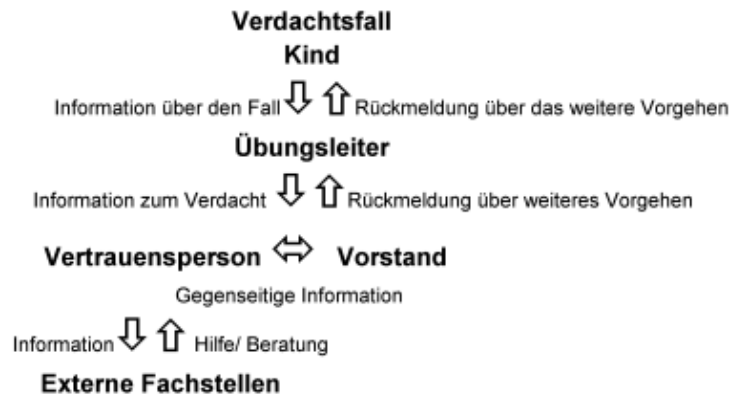 Verdachtsfall
Kind
Information über den Fall Rückmeldung über das weitere Vorgehen
Übungsleiter
Information zum Verdacht Rückmeldung über weiteres Vorgehen
Vertrauensperson Vorstand
Gegenseitige Information
Information Hilfe/ Beratung
Externe Fachstellen